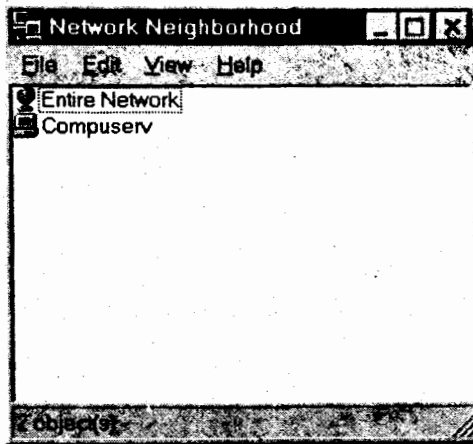 Network Neighborhood
File Edit View Help
Entire Network
Compuserv
2 object(s)